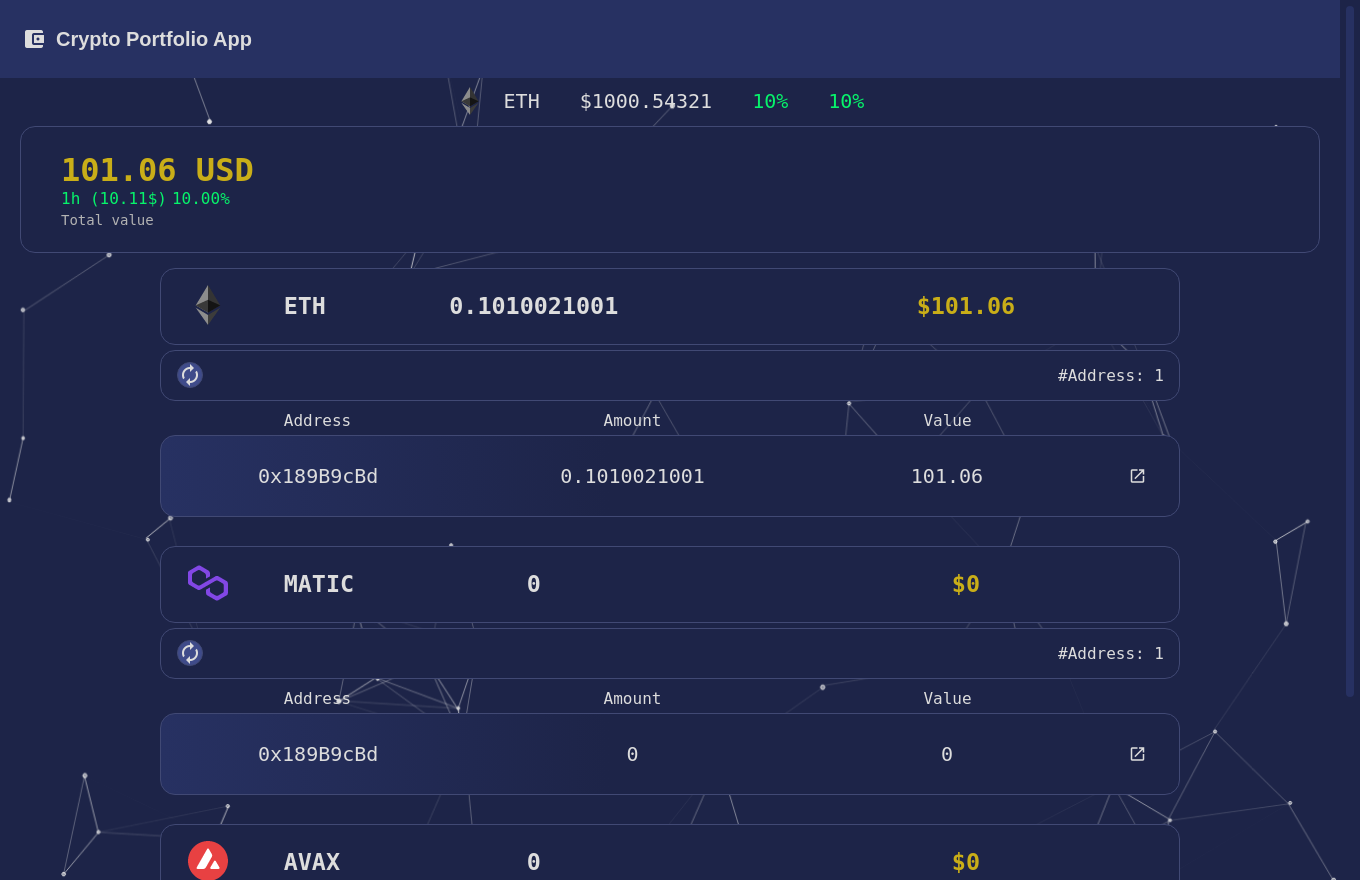 Crypto Portfolio App
ETH $1000.54321 10% 10%
101.06 USD
1h (10.11$) 10.00%
Total value
ETH 0.1010021001 $101.06
#Address: 1
Address Amount Value
0x189B9cBd 0.1010021001 101.06
MATIC 0 $0
#Address: 1
Address Amount Value
0x189B9cBd 0 0
AVAX 0 $0